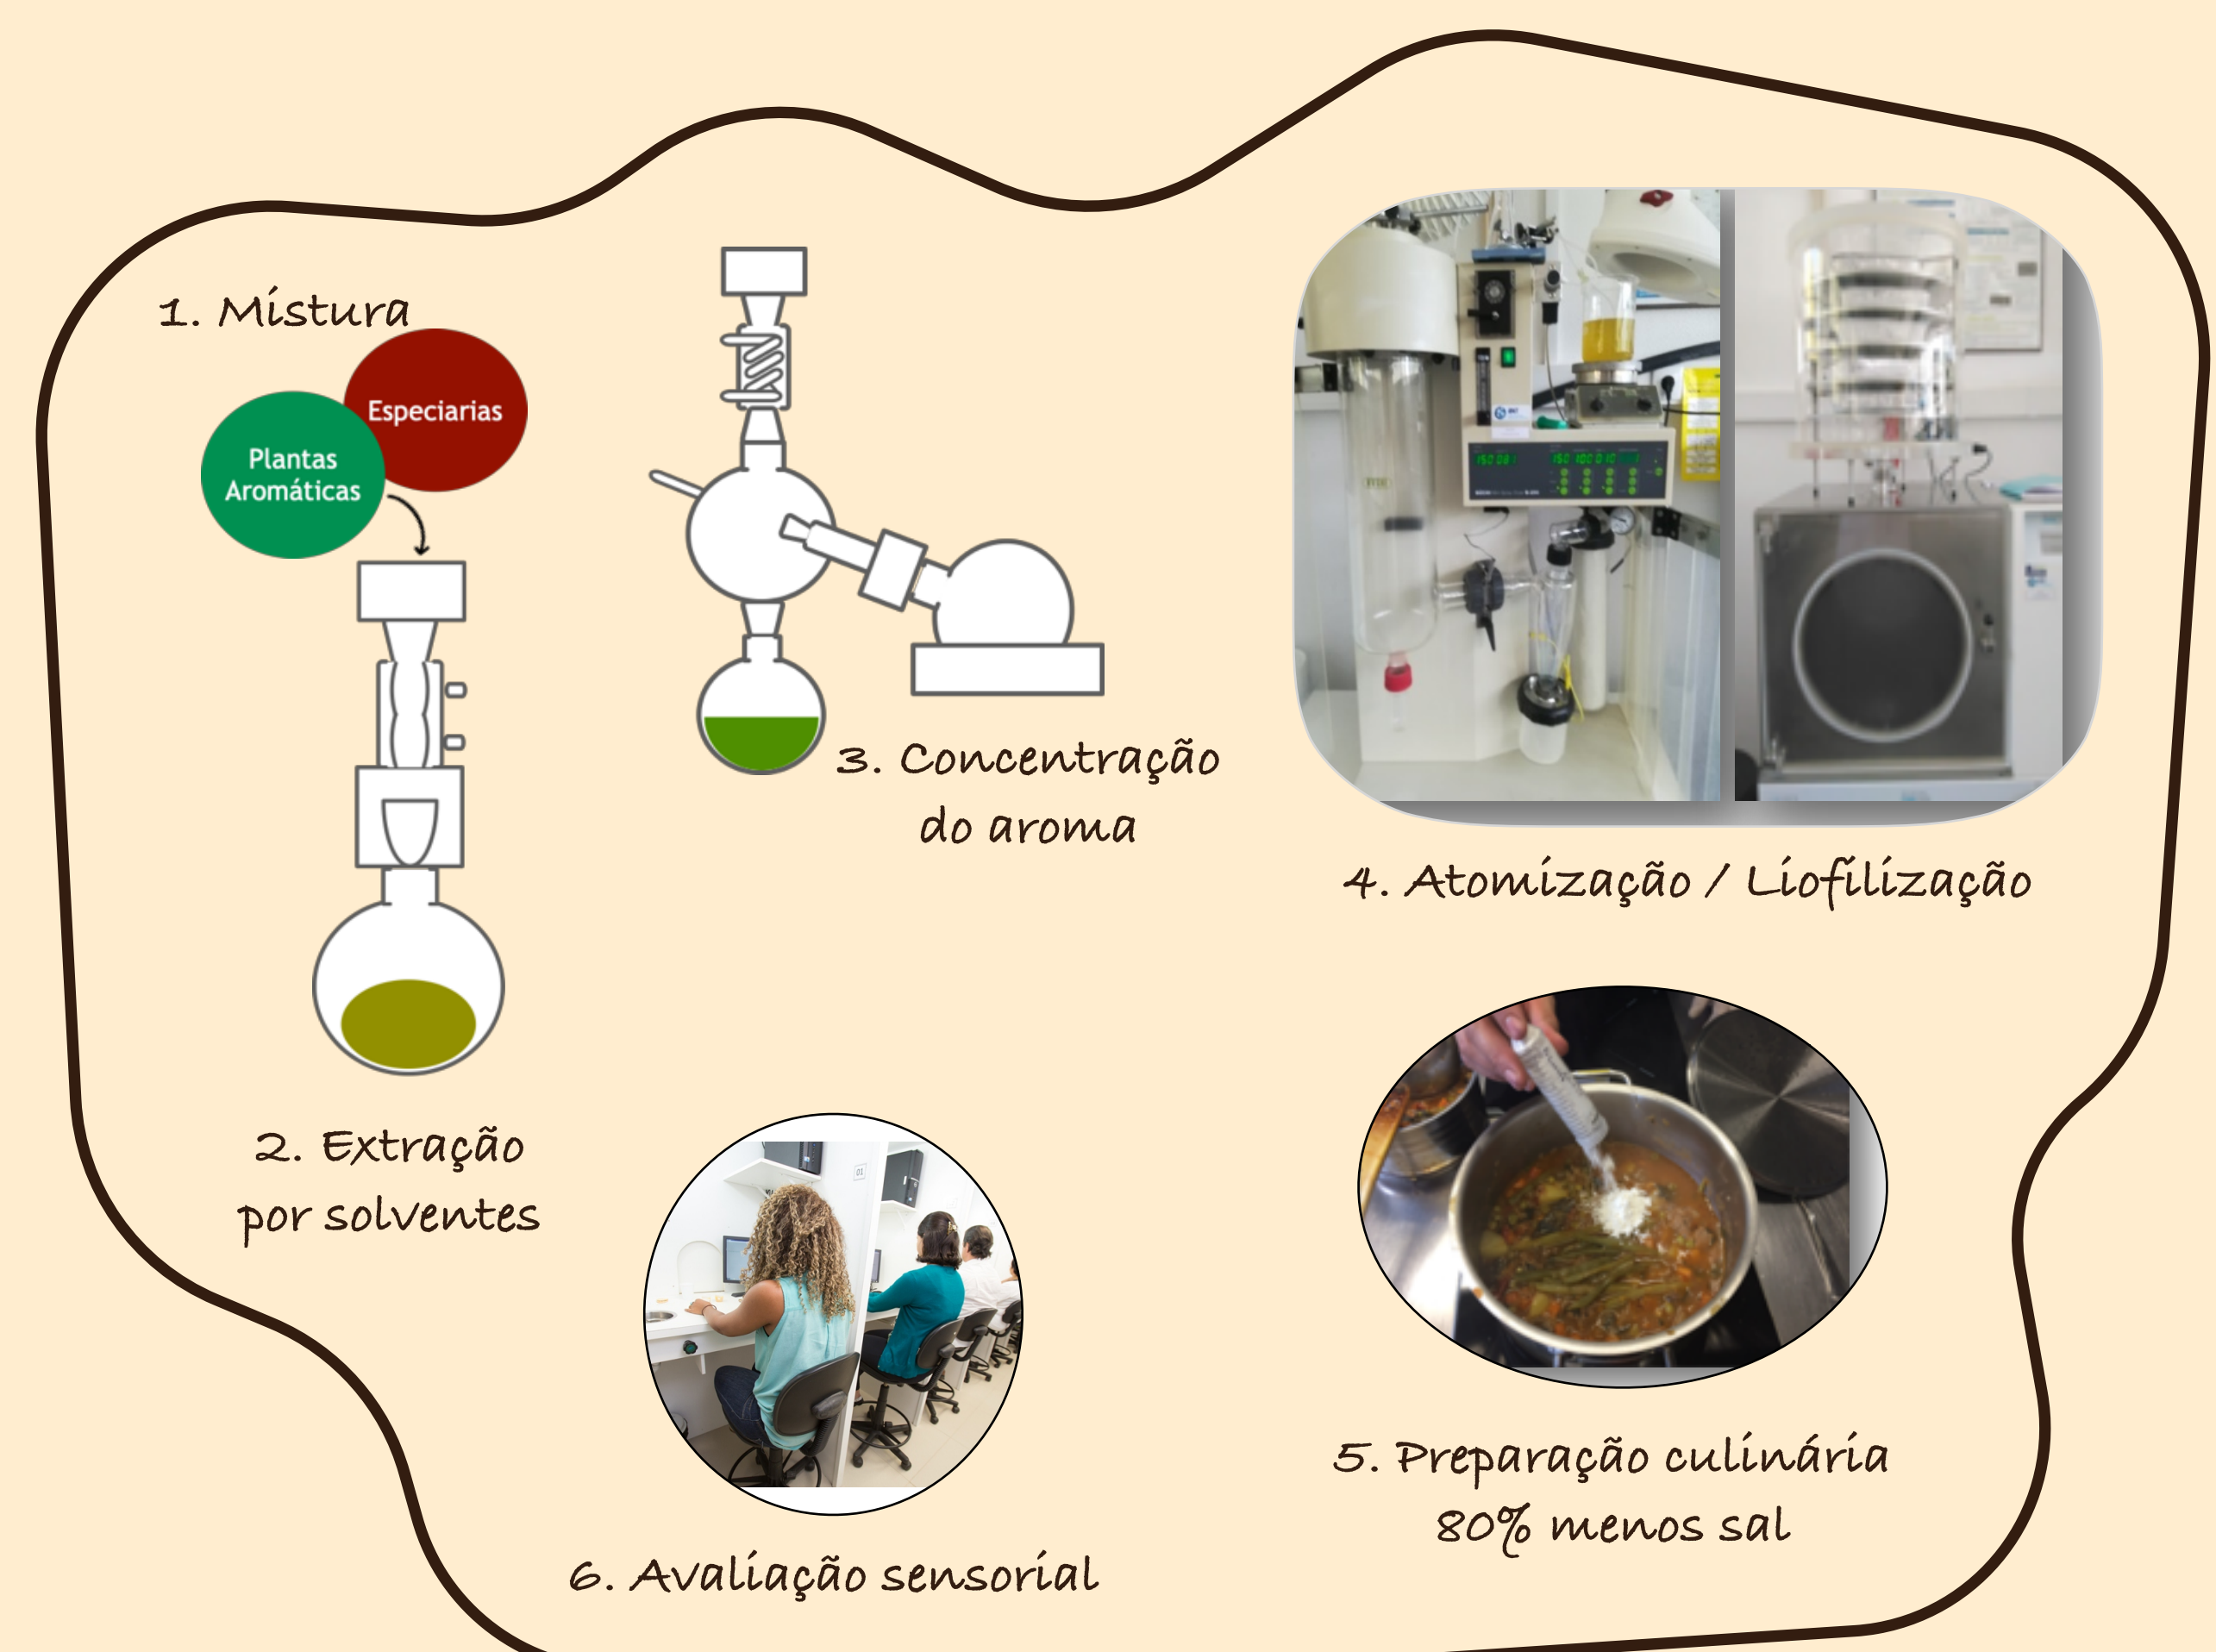 1. Mistura
Especiarias
Plantas
Aromáticas
2. Extração
por solventes
3. Concentração
do aroma
4. Atomização / Liofilização
5. Preparação culinária
80% menos sal
6. Avaliação sensorial
01